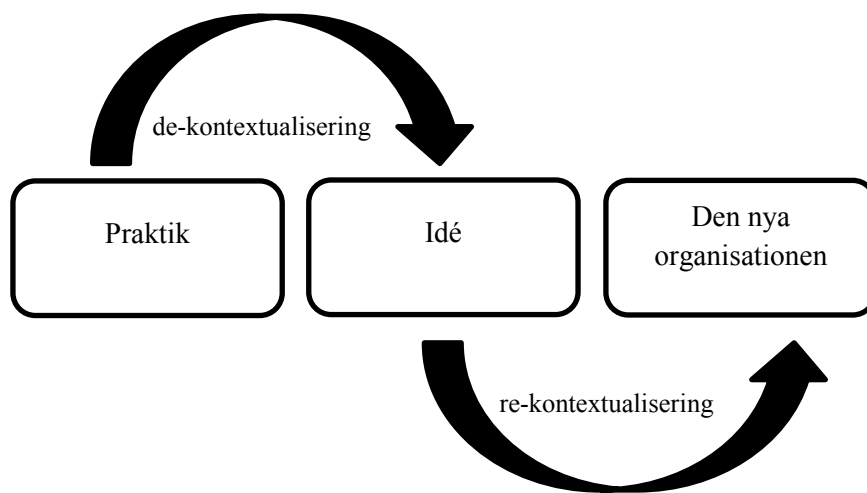 de-kontextualisering
Praktik
Idé
Den nya
organisationen
re-kontextualisering